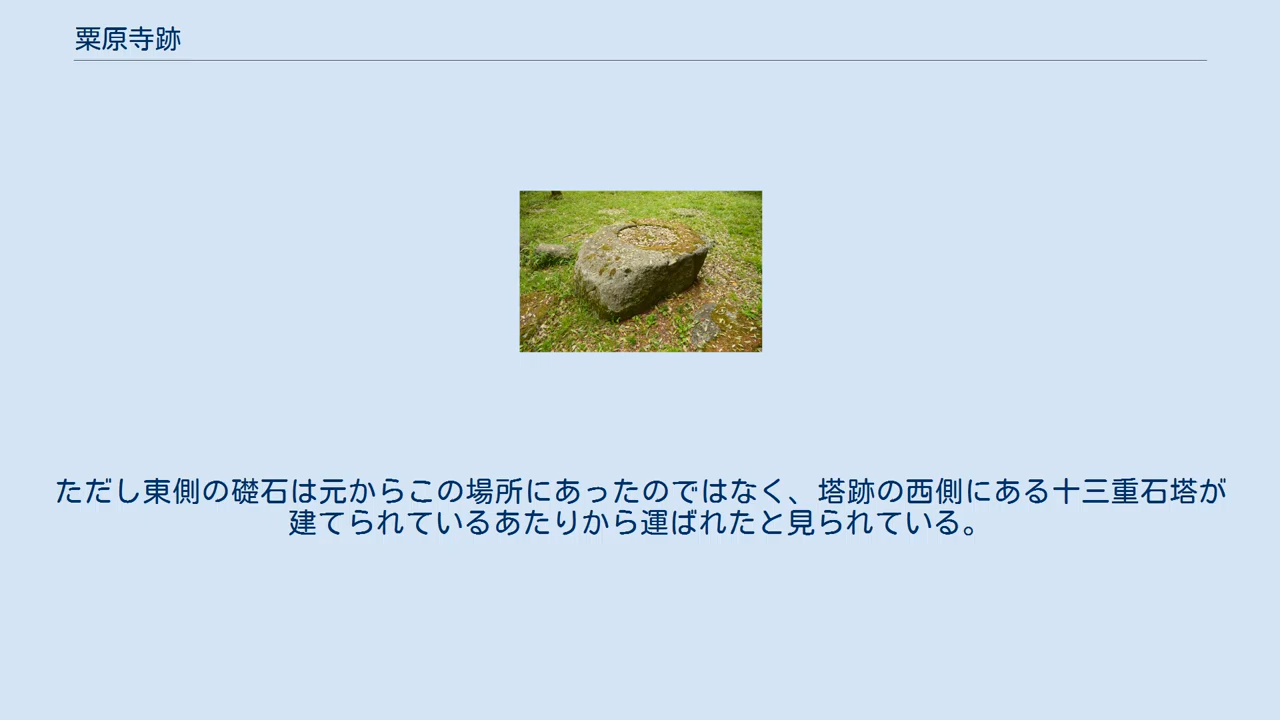 粟原寺跡
ただし東側の礎石は元からこの場所にあったのではなく、塔跡の西側にある十三重石塔が
建てられているあたりから運ばれたと見られている。